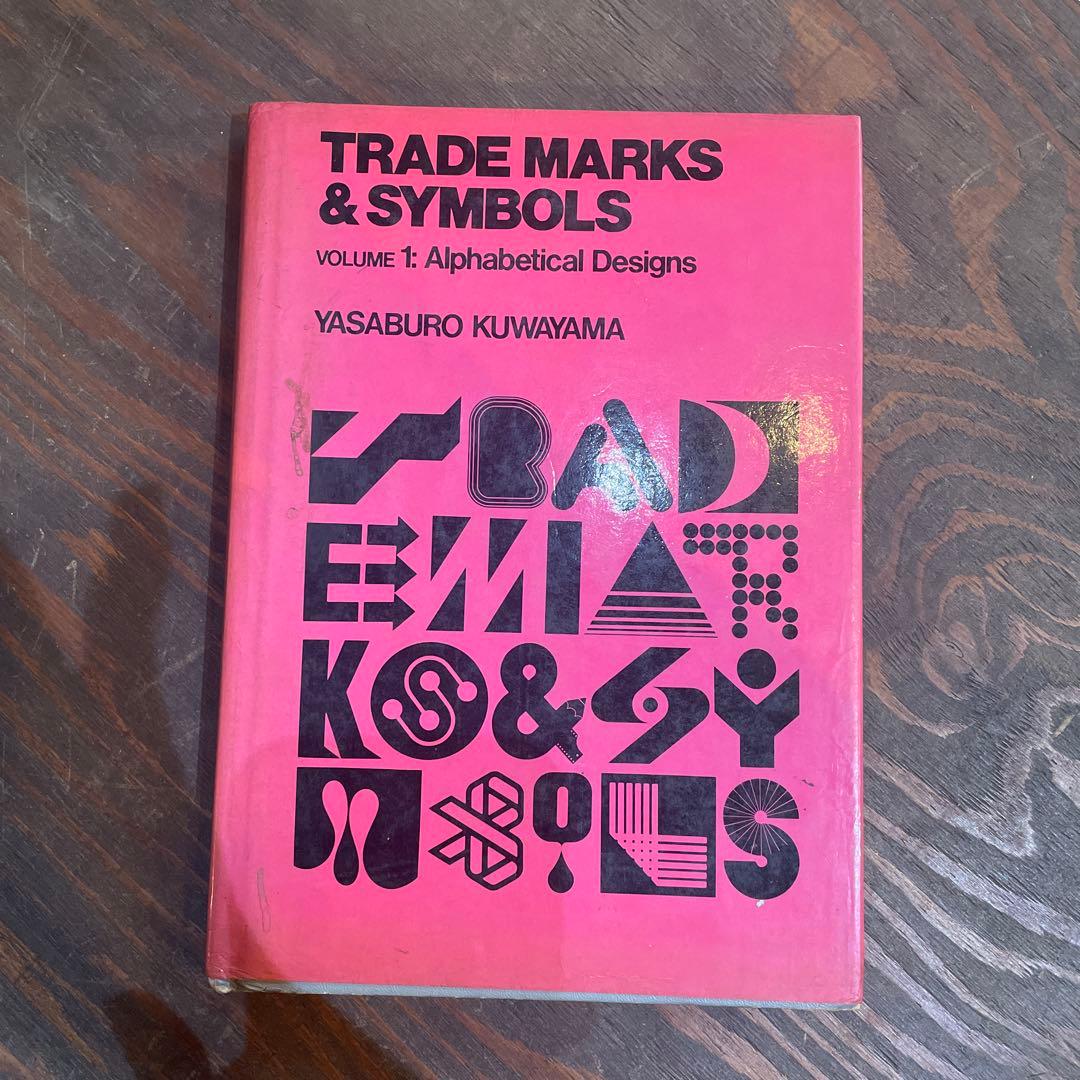 TRADE MARKS
& SYMBOLS
VOLUME 1: Alphabetical Designs
YASABURO KUWAYAMA
TRAD
EMAR
KS&SY
MBOLS